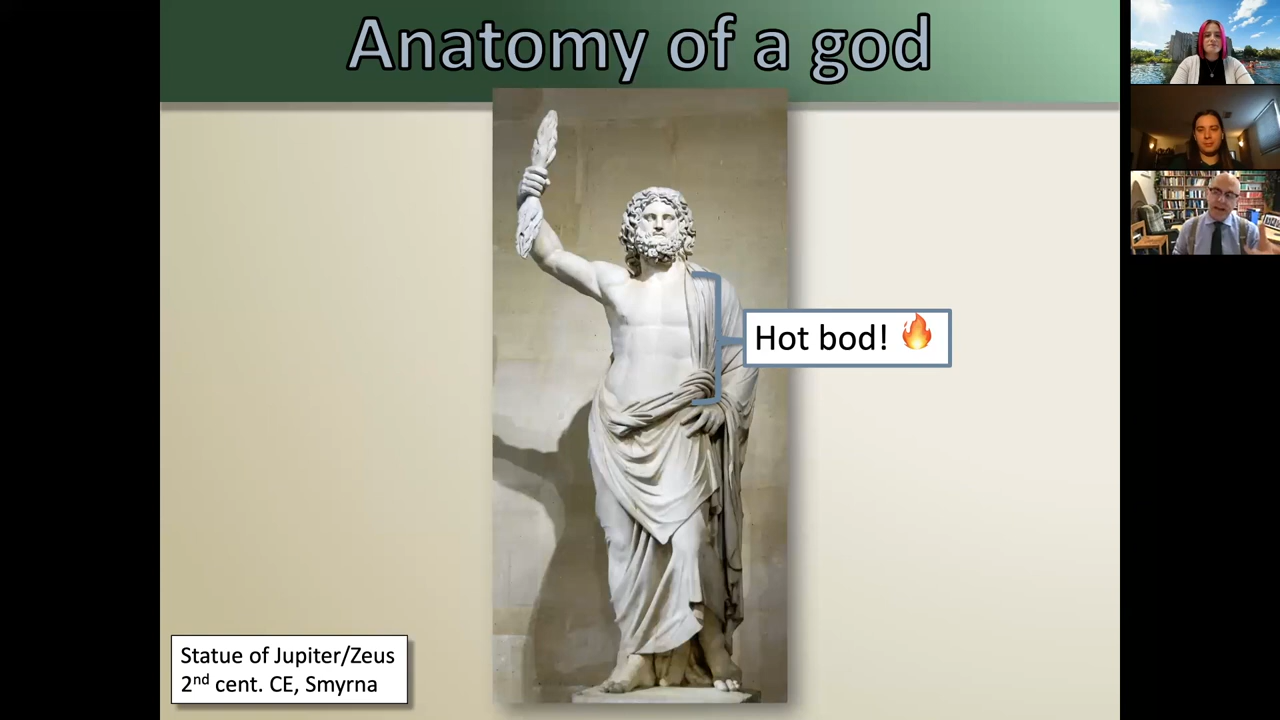 Anatomy of a god
Hot bod! 🔥
Statue of Jupiter/Zeus
2nd cent. CE, Smyrna